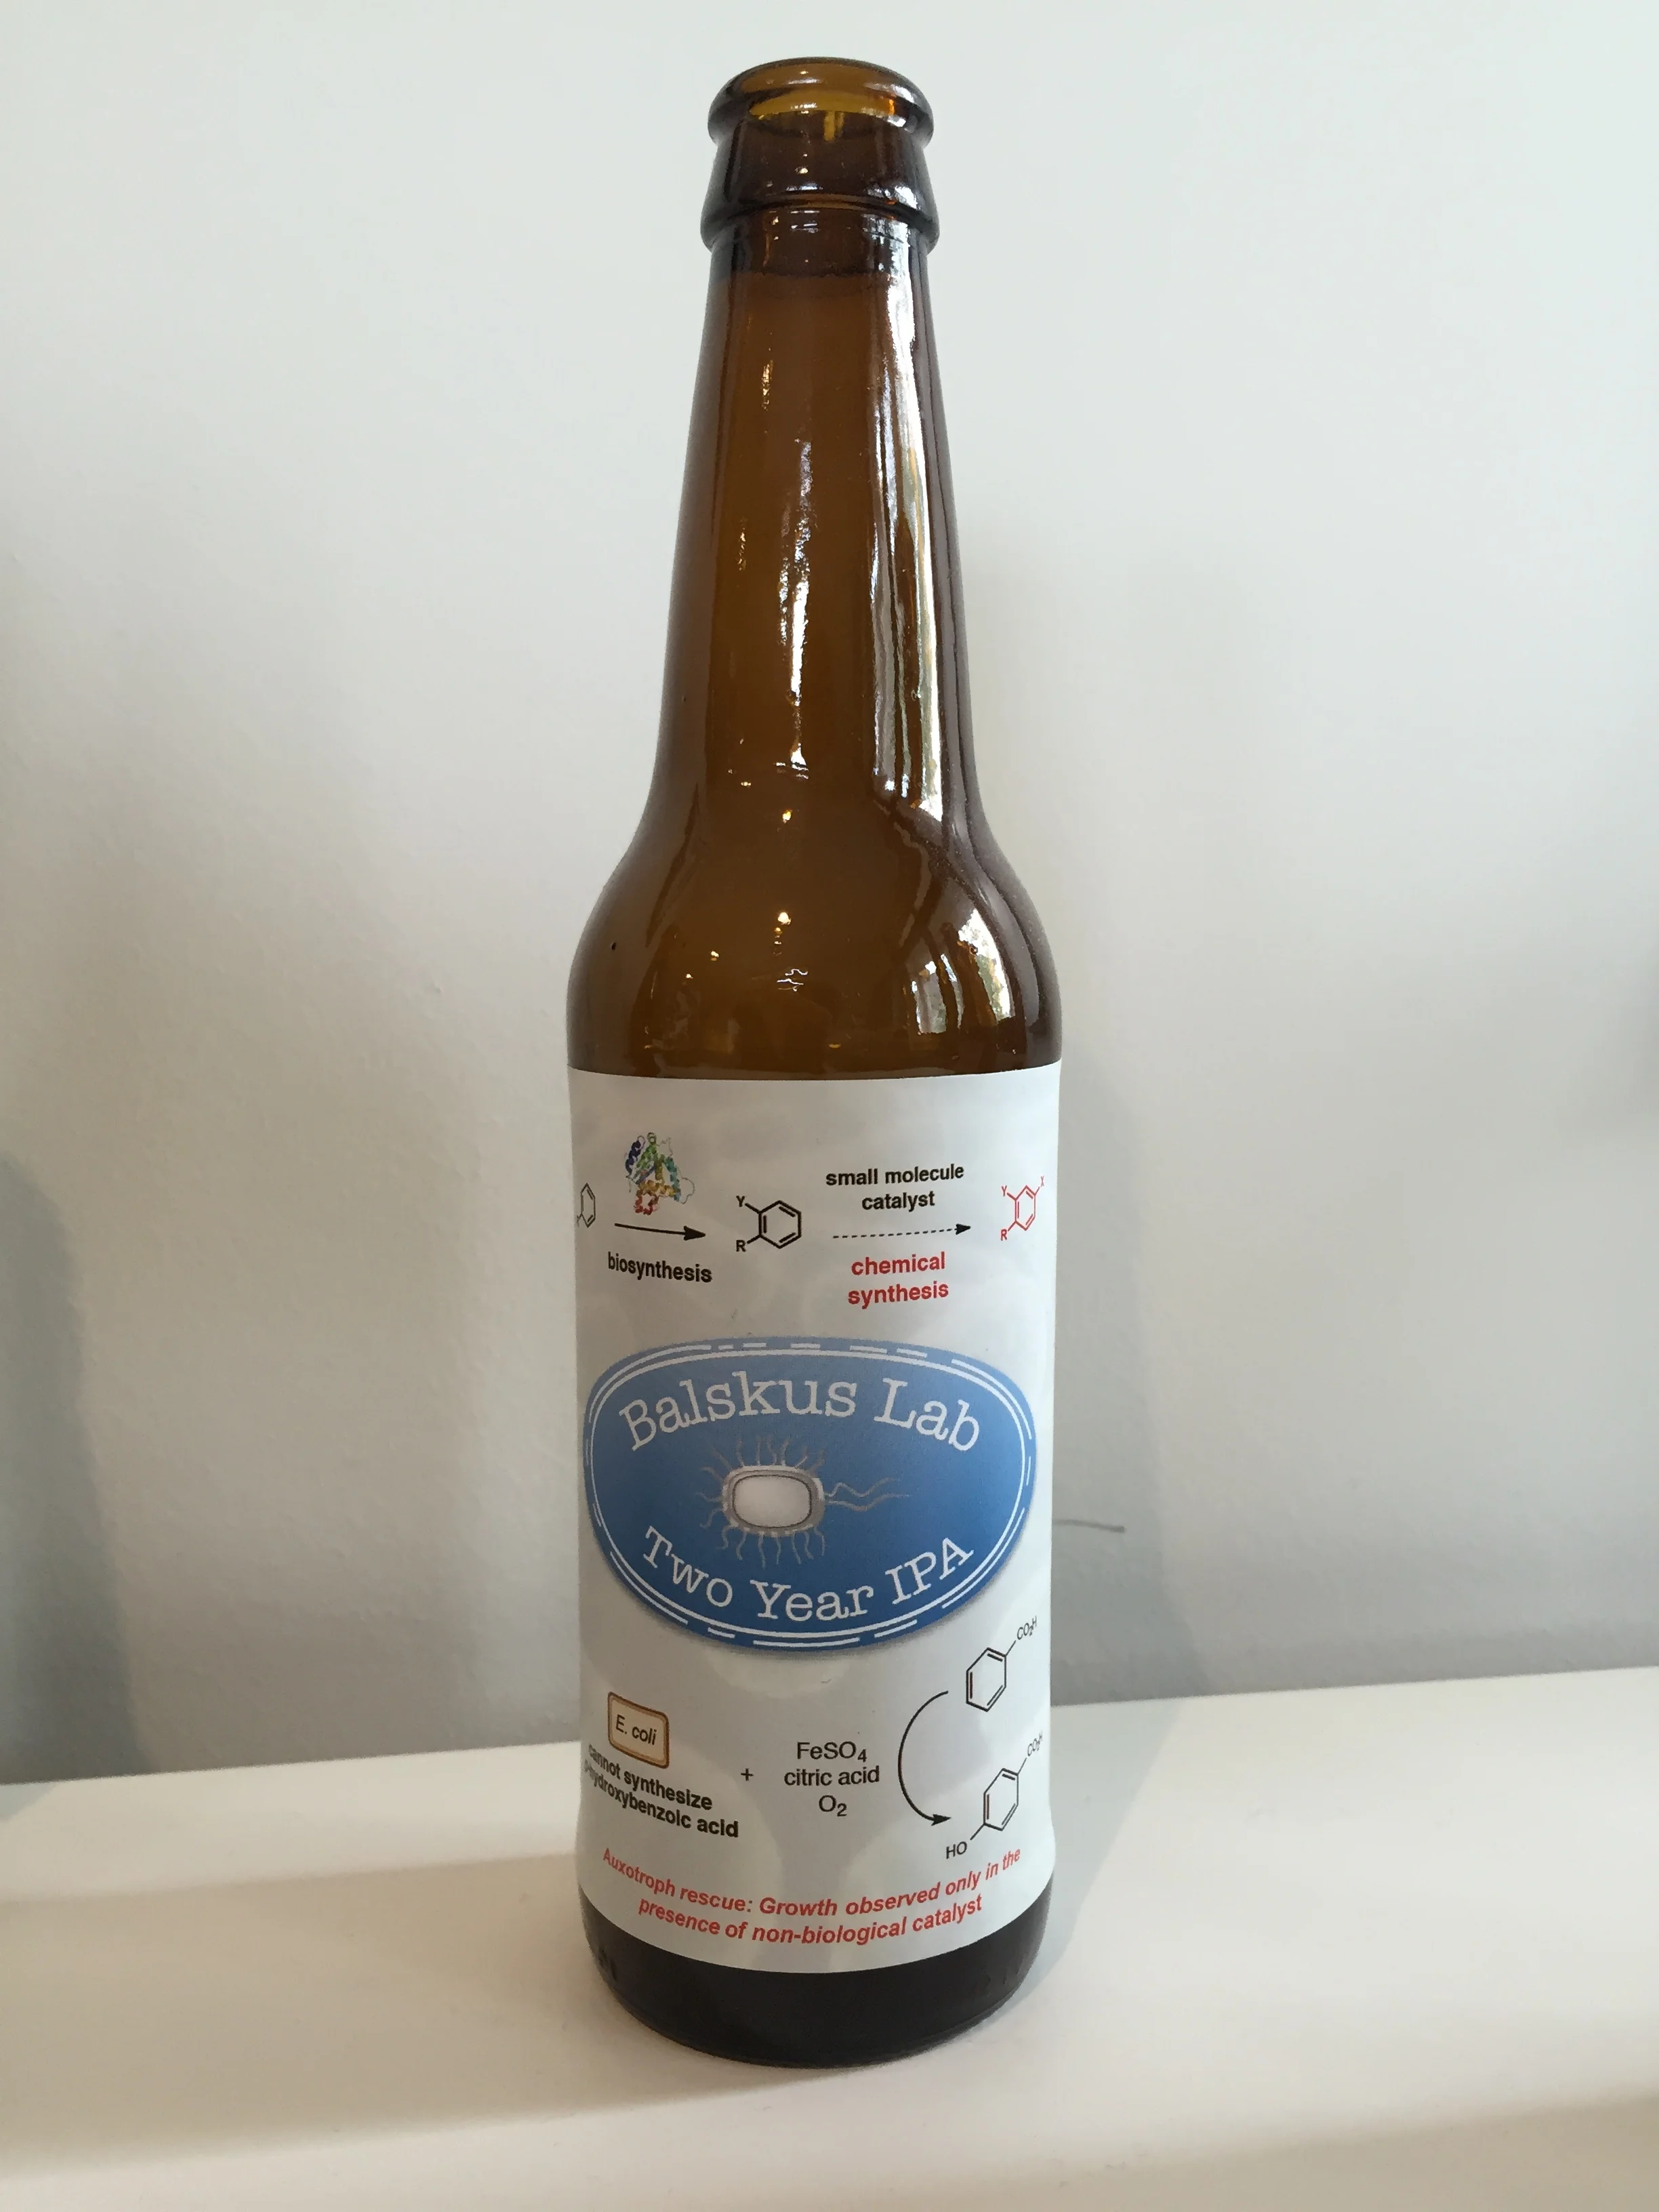 small molecule
catalyst
Y
R
Y
X
R
biosynthesis
chemical
synthesis
Balskus Lab
Two Year IPA
CO₂H
E. coli
cannot synthesize
p-hydroxybenzoic acid
+
FeSO₄
citric acid
O₂
CO₂H
HO
Auxotroph rescue: Growth observed only in the
presence of non-biological catalyst